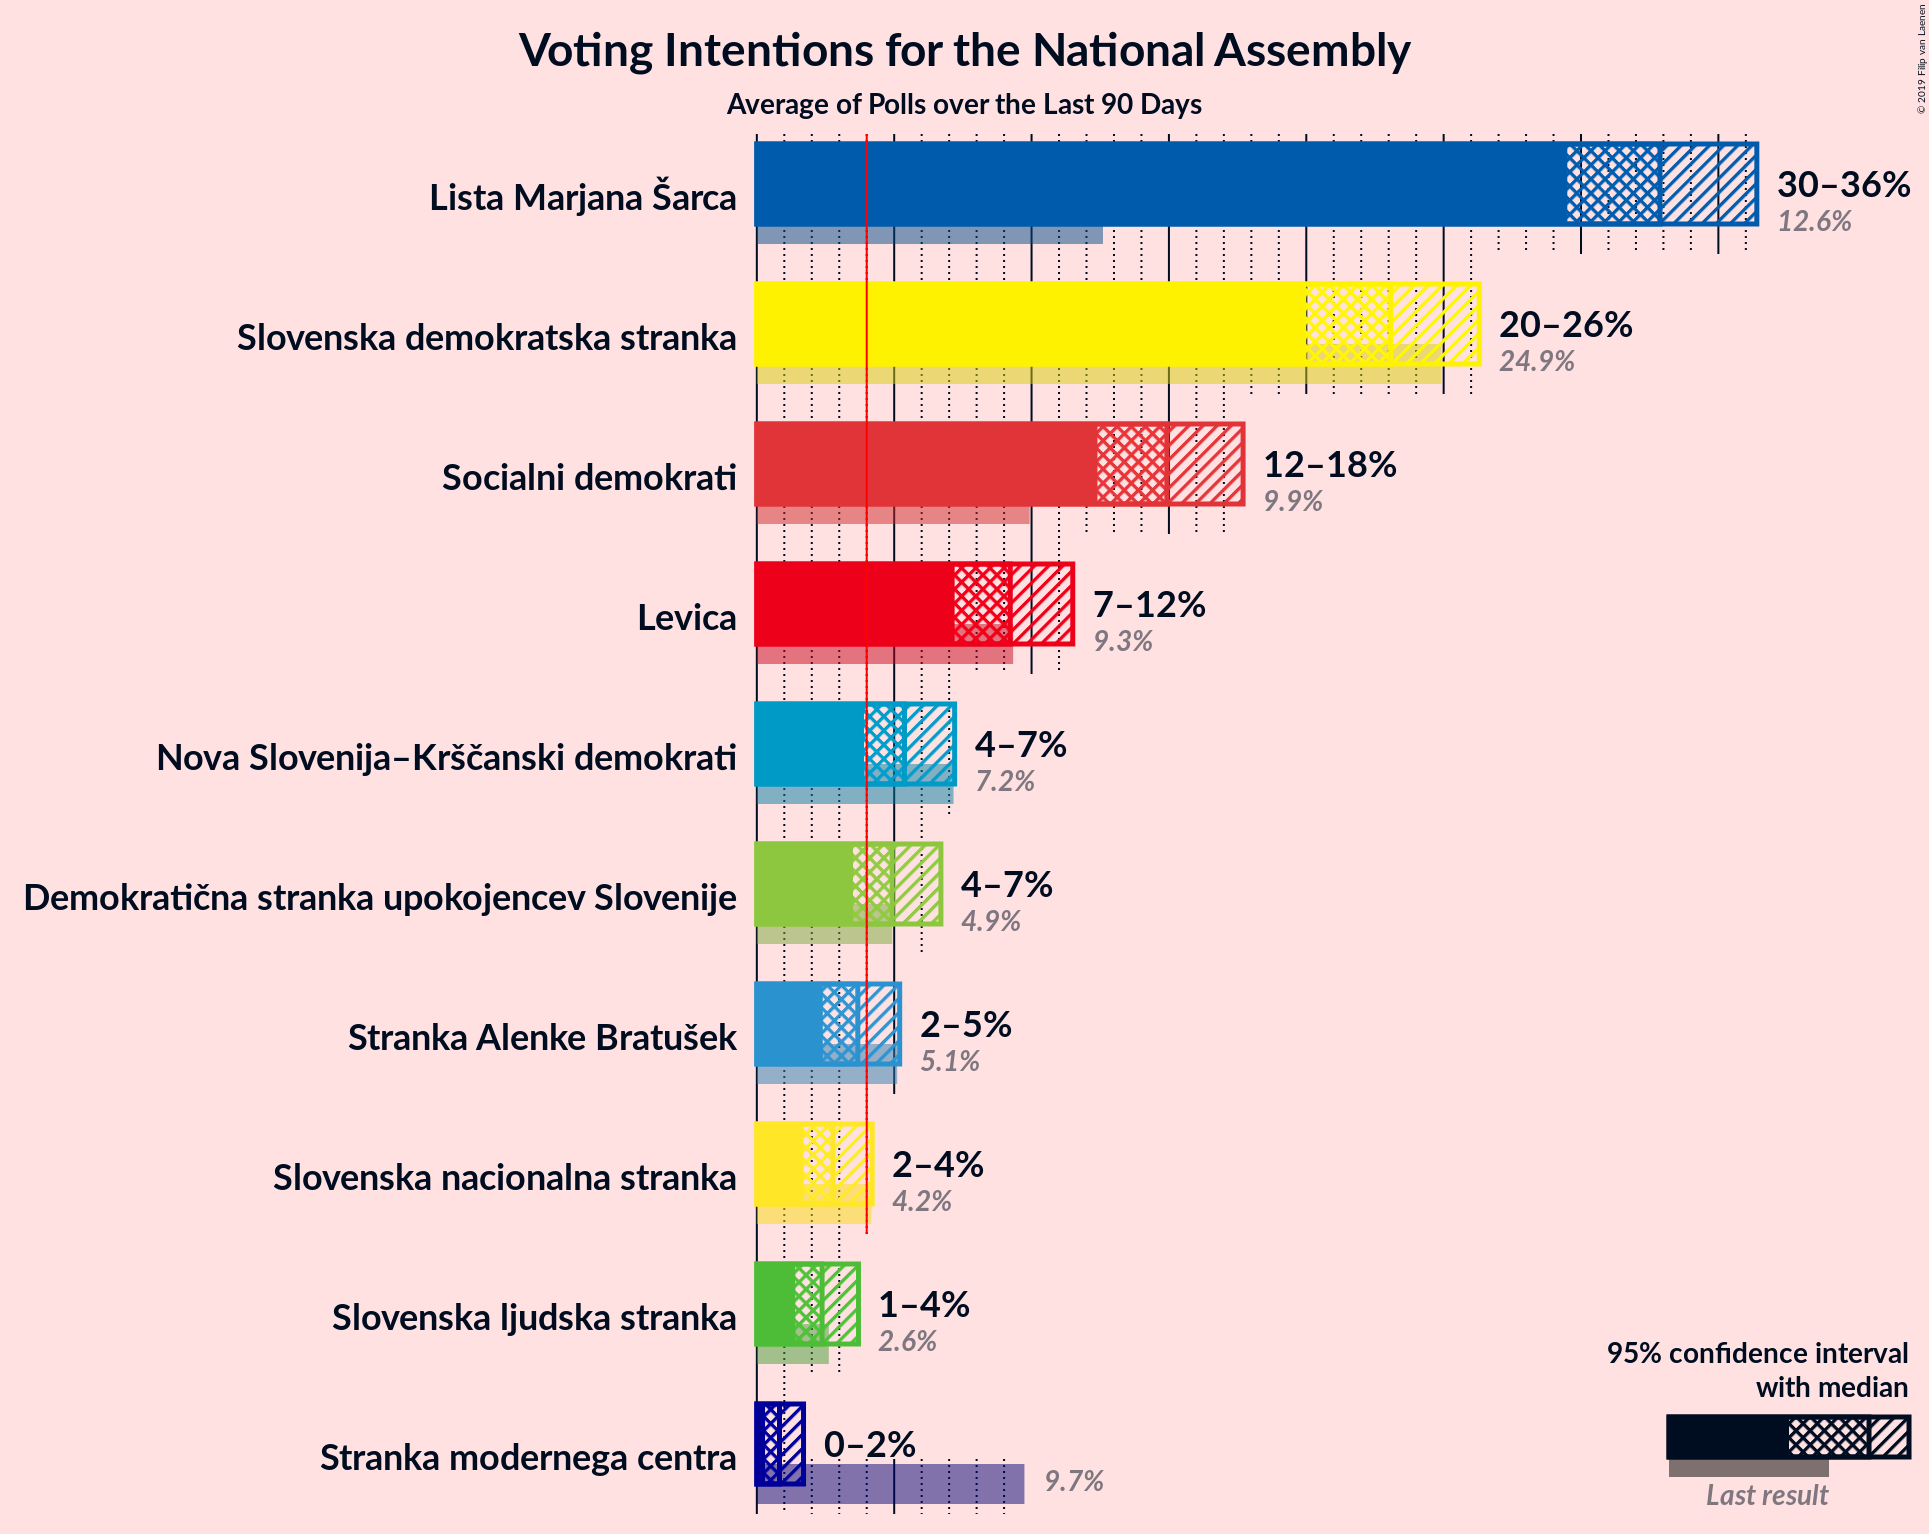 Voting Intentions for the National Assembly
Average of Polls over the Last 90 Days
© 2019 Filip van Laenen
Lista Marjana Šarca
30–36%
12.6%
Slovenska demokratska stranka
20–26%
24.9%
Socialni demokrati
12–18%
9.9%
Levica
7–12%
9.3%
Nova Slovenija–Krščanski demokrati
4–7%
7.2%
Demokratična stranka upokojencev Slovenije
4–7%
4.9%
Stranka Alenke Bratušek
2–5%
5.1%
Slovenska nacionalna stranka
2–4%
4.2%
Slovenska ljudska stranka
1–4%
2.6%
Stranka modernega centra
0–2%
9.7%
95% confidence interval
with median
Last result